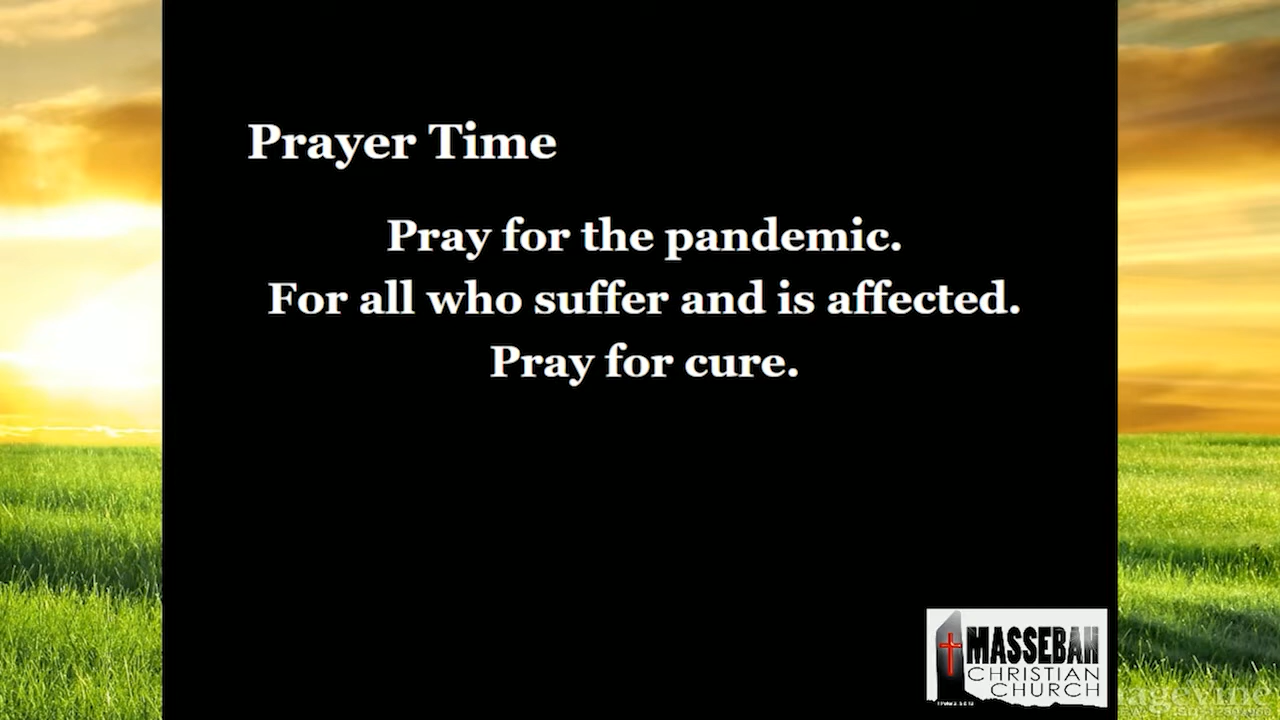 Prayer Time
Pray for the pandemic.
For all who suffer and is affected.
Pray for cure.
MASSEBAH
CHRISTIAN
CHURCH